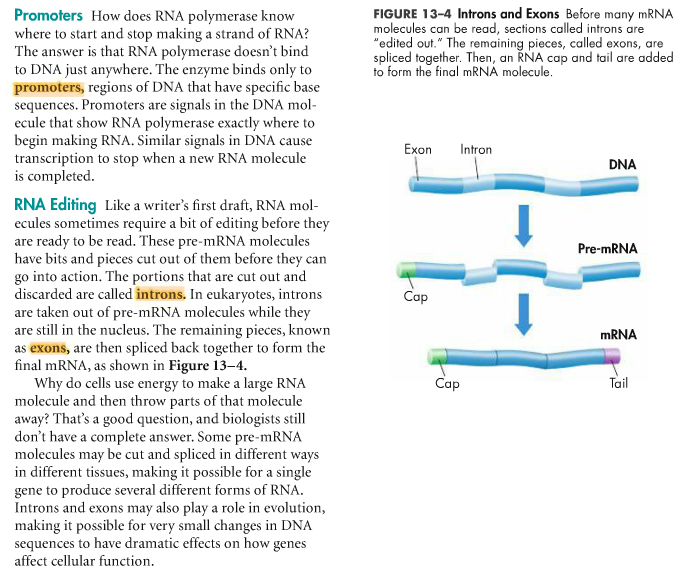 Promoters How does RNA polymerase know
where to start and stop making a strand of RNA?
The answer is that RNA polymerase doesn't bind
to DNA just anywhere. The enzyme binds only to
promoters, regions of DNA that have specific base
sequences. Promoters are signals in the DNA mol-
ecule that show RNA polymerase exactly where to
begin making RNA. Similar signals in DNA cause
transcription to stop when a new RNA molecule
is completed.
RNA Editing Like a writer's first draft, RNA mol-
ecules sometimes require a bit of editing before they
are ready to be read. These pre-mRNA molecules
have bits and pieces cut out of them before they can
go into action. The portions that are cut out and
discarded are called introns. In eukaryotes, introns
are taken out of pre-mRNA molecules while they
are still in the nucleus. The remaining pieces, known
as exons, are then spliced back together to form the
final mRNA, as shown in Figure 13–4.
Why do cells use energy to make a large RNA
molecule and then throw parts of that molecule
away? That's a good question, and biologists still
don't have a complete answer. Some pre-mRNA
molecules may be cut and spliced in different ways
in different tissues, making it possible for a single
gene to produce several different forms of RNA.
Introns and exons may also play a role in evolution,
making it possible for very small changes in DNA
sequences to have dramatic effects on how genes
affect cellular function.
FIGURE 13–4 Introns and Exons Before many mRNA
molecules can be read, sections called introns are
"edited out." The remaining pieces, called exons, are
spliced together. Then, an RNA cap and tail are added
to form the final mRNA molecule.
Exon Intron
DNA
Pre-mRNA
Cap
mRNA
Cap Tail